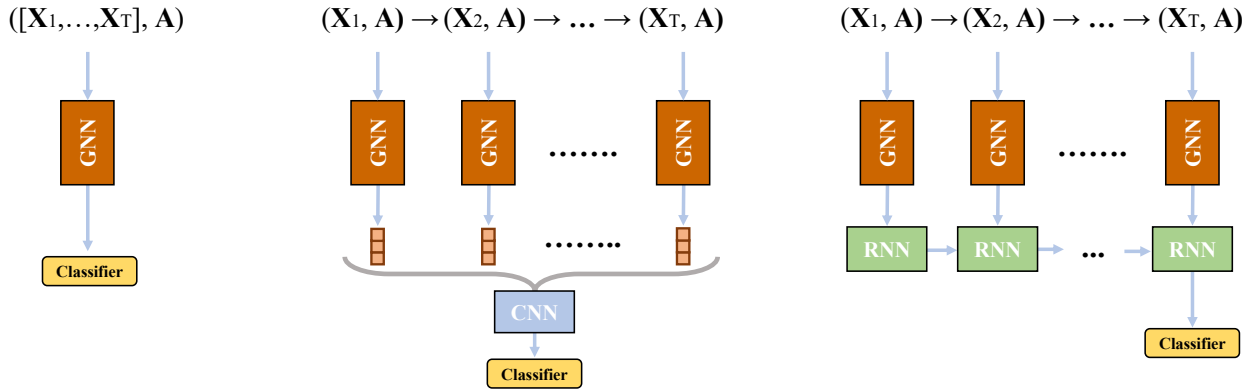 ([X1,…,XT], A)
(X1, A) → (X2, A) → … → (XT, A)
(X1, A) → (X2, A) → … → (XT, A)
GNN
GNN
GNN
…….
GNN
GNN
GNN
…….
GNN
……..
RNN
RNN
...
RNN
Classifier
CNN
Classifier
Classifier